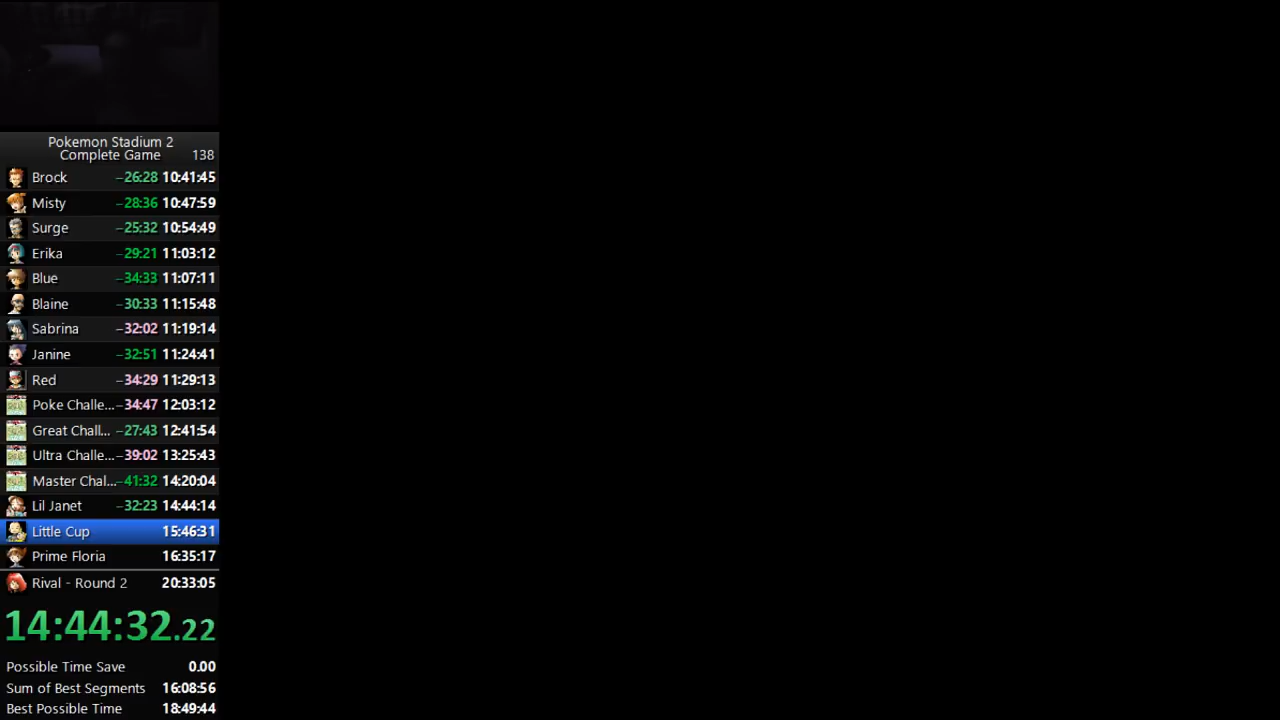 Pokemon Stadium 2
Complete Game 138
Brock −26:28 10:41:45
Misty −28:36 10:47:59
Surge −25:32 10:54:49
Erika −29:21 11:03:12
Blue −34:33 11:07:11
Blaine −30:33 11:15:48
Sabrina −32:02 11:19:14
Janine −32:51 11:24:41
Red −34:29 11:29:13
Poke Challe... −34:47 12:03:12
Great Chall... −27:43 12:41:54
Ultra Challe... −39:02 13:25:43
Master Chal... −41:32 14:20:04
Lil Janet −32:23 14:44:14
Little Cup 15:46:31
Prime Floria 16:35:17
Rival - Round 2 20:33:05
14:44:32.22
Possible Time Save 0.00
Sum of Best Segments 16:08:56
Best Possible Time 18:49:44